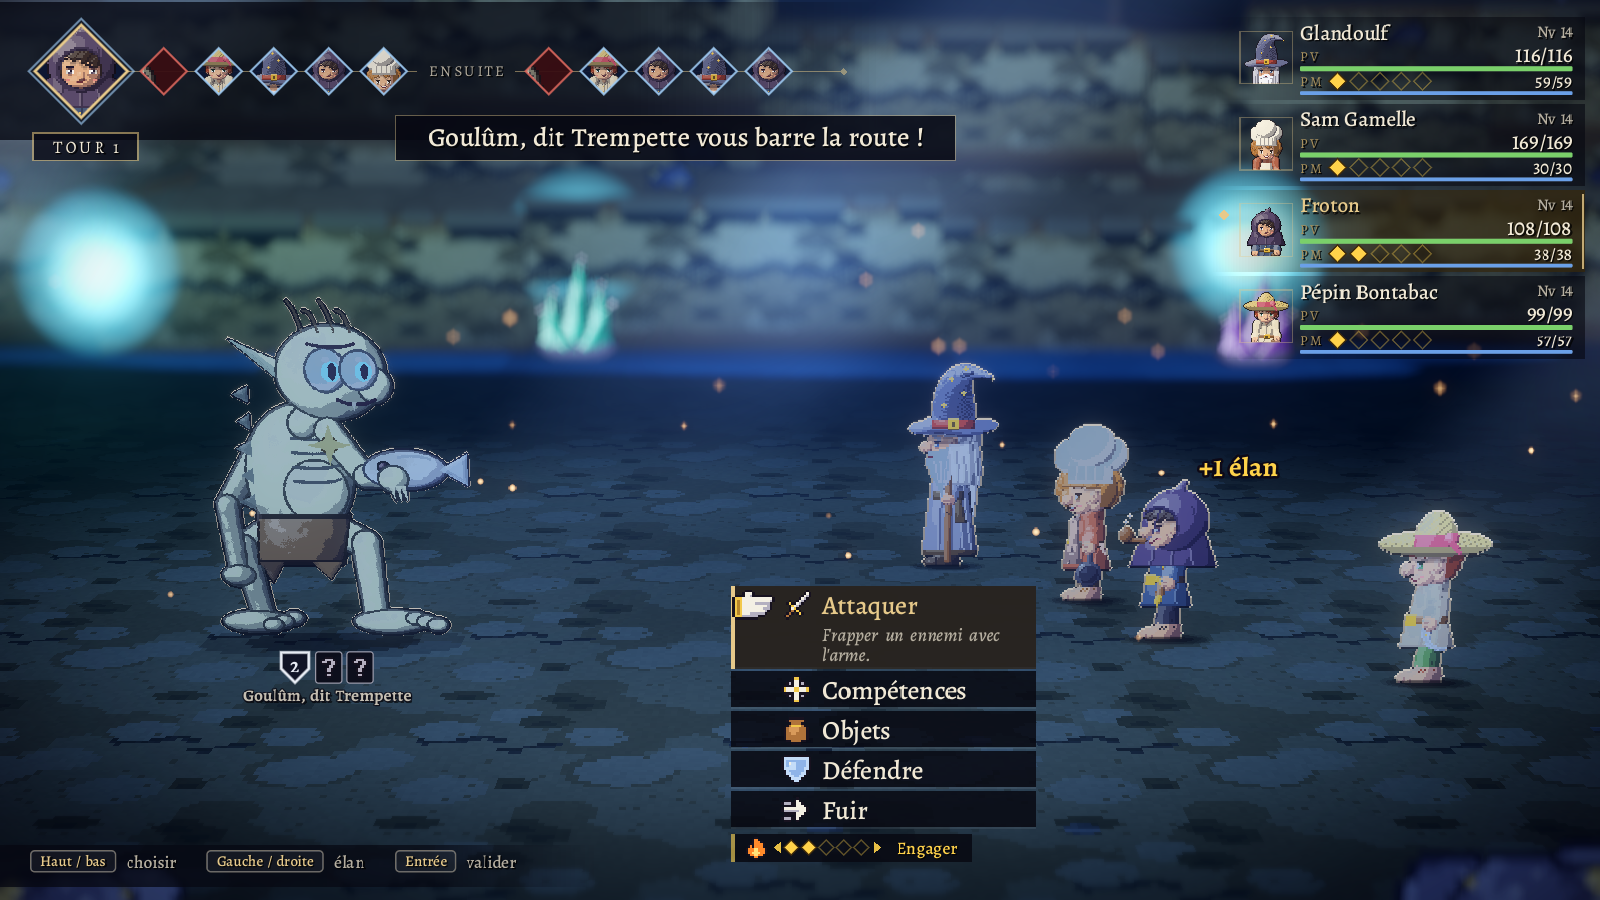 ENSUITE
TOUR 1
Goulûm, dit Trempette vous barre la route !
Glandoulf
Nv 14
PV
116/116
PM
59/59
Sam Gamelle
Nv 14
PV
169/169
PM
30/30
Froton
Nv 14
PV
108/108
PM
38/38
Pépin Bontabac
Nv 14
PV
99/99
PM
57/57
+1 élan
2 ? ?
Goulûm, dit Trempette
Attaquer
Frapper un ennemi avec
l'arme.
Compétences
Objets
Défendre
Fuir
Engager
Haut / bas choisir Gauche / droite élan Entrée valider